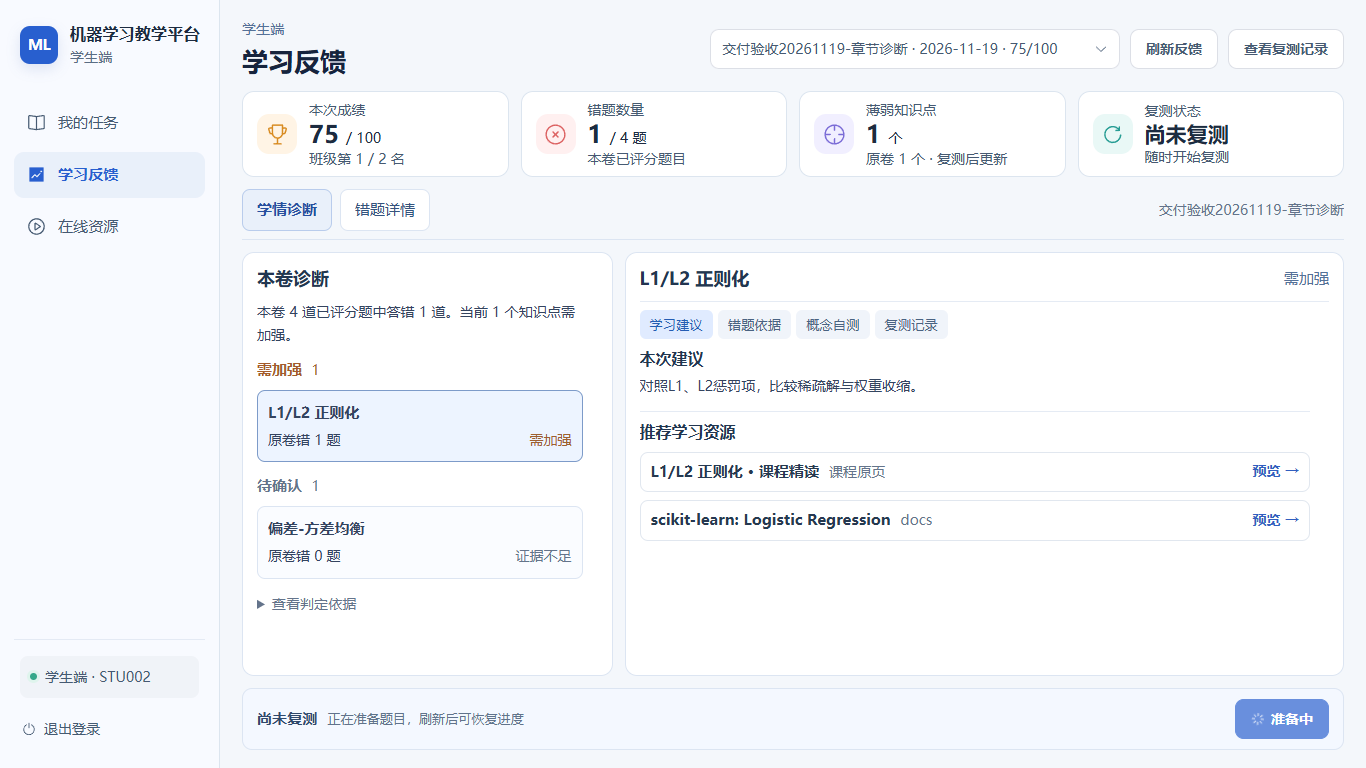 ML
机器学习教学平台
学生端
我的任务
学习反馈
在线资源
学生端 · STU002
退出登录
学生端
学习反馈
交付验收20261119-章节诊断 · 2026-11-19 · 75/100
刷新反馈
查看复测记录
本次成绩
75 / 100
班级第 1 / 2 名
错题数量
1 / 4 题
本卷已评分题目
薄弱知识点
1 个
原卷 1 个 · 复测后更新
复测状态
尚未复测
随时开始复测
学情诊断
错题详情
交付验收20261119-章节诊断
本卷诊断
本卷 4 道已评分题中答错 1 道。当前 1 个知识点需
加强。
需加强 1
L1/L2 正则化
原卷错 1 题
需加强
待确认 1
偏差-方差均衡
原卷错 0 题
证据不足
查看判定依据
L1/L2 正则化
需加强
学习建议
错题依据
概念自测
复测记录
本次建议
对照L1、L2惩罚项，比较稀疏解与权重收缩。
推荐学习资源
L1/L2 正则化 • 课程精读 课程原页
预览 →
scikit-learn: Logistic Regression docs
预览 →
尚未复测 正在准备题目，刷新后可恢复进度
准备中